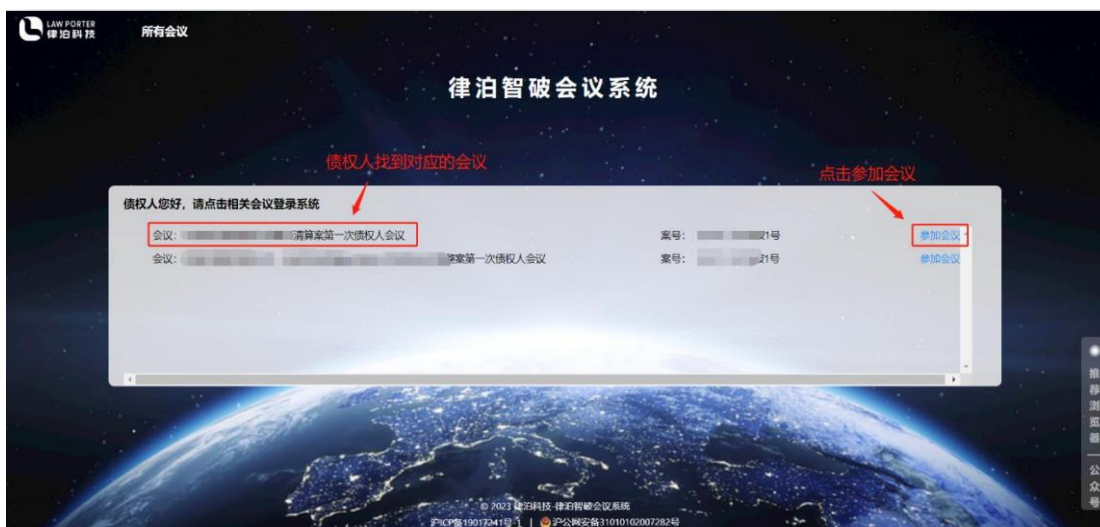 LAW PORTER
律泊科技
所有会议
律泊智破会议系统
债权人找到对应的会议
点击参加会议
债权人您好，请点击相关会议登录系统
会议： 清算案第一次债权人会议 案号： 1号 参加会议
会议： 案第一次债权人会议 案号： 1号 参加会议
推荐浏览器
公众号
© 2023 律泊科技-律泊智破会议系统
沪ICP备19017241号-1 | 沪公网安备31010102007282号